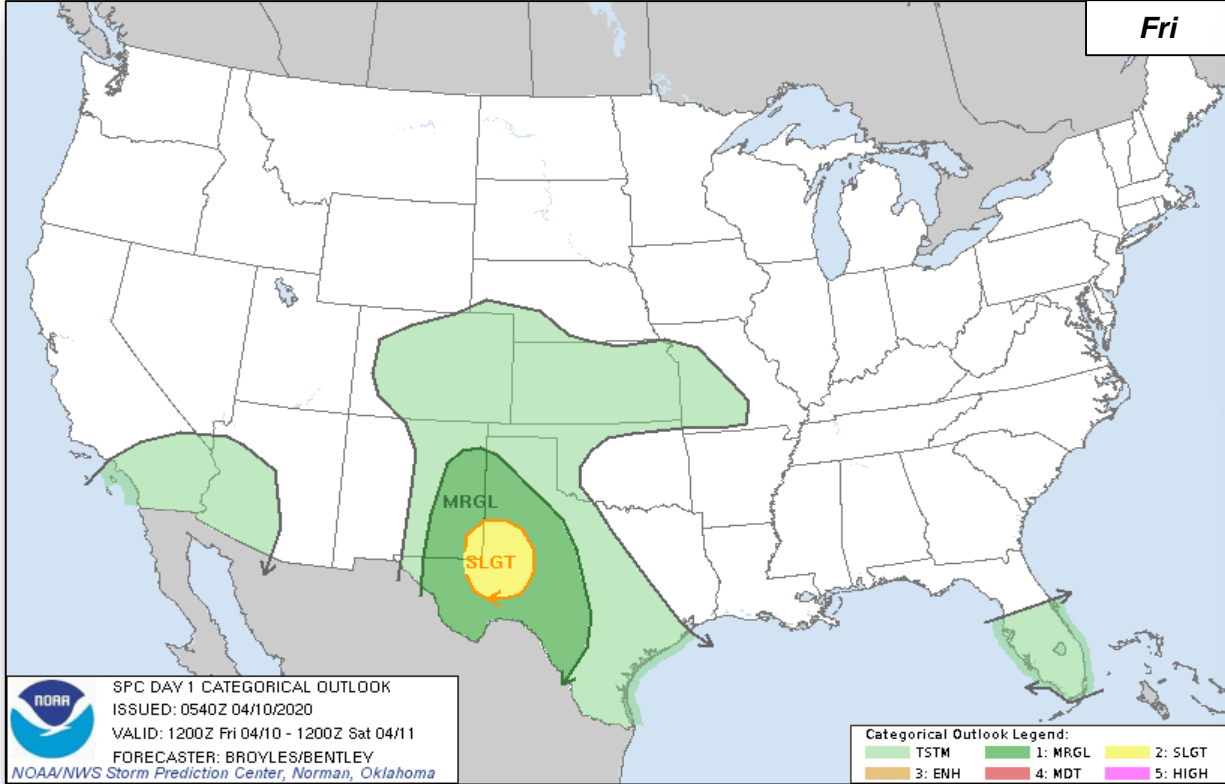 Fri
MRGL
SLGT
NOAA
SPC DAY 1 CATEGORICAL OUTLOOK
ISSUED: 0540Z 04/10/2020
VALID: 1200Z Fri 04/10 - 1200Z Sat 04/11
FORECASTER: BROYLES/BENTLEY
NOAA/NWS Storm Prediction Center, Norman, Oklahoma
Categorical Outlook Legend:
TSTM 1: MRGL 2: SLGT
3: ENH 4: MDT 5: HIGH